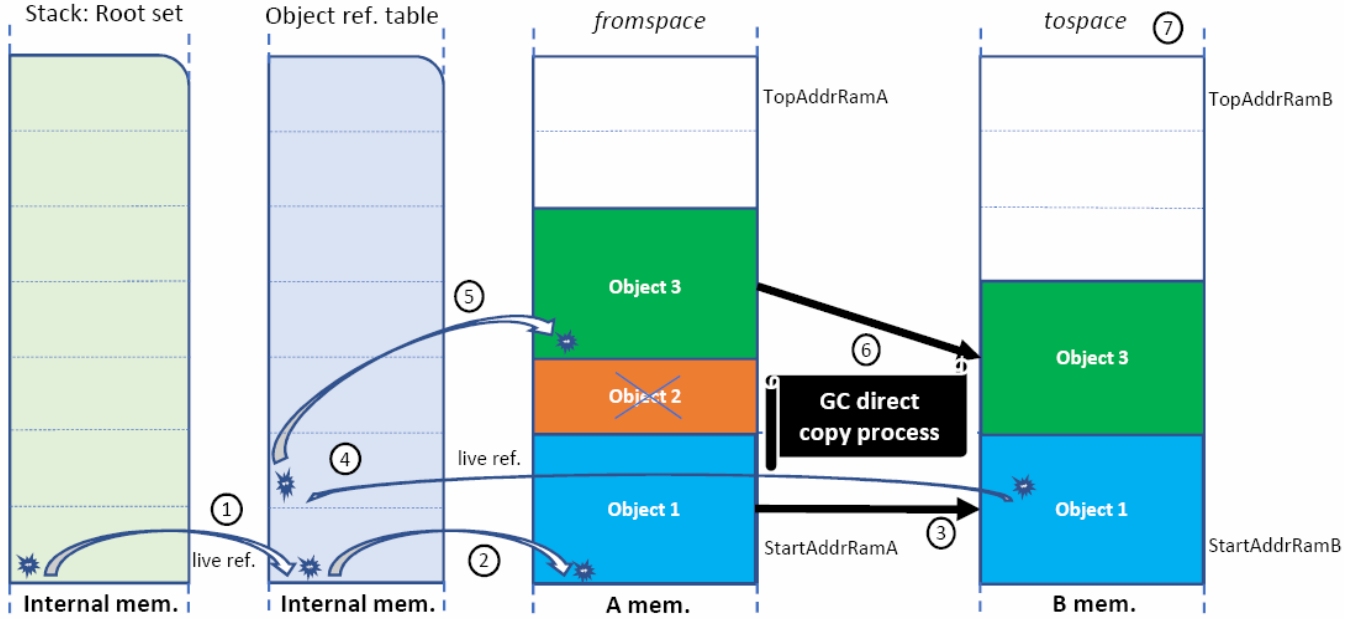 Stack: Root set
Object ref. table
fromspace
tospace
7
TopAddrRamA
TopAddrRamB
5
Object 3
6
Object 3
Object 2
GC direct
copy process
4
live ref.
1
Object 1
Object 1
3
2
live ref.
StartAddrRamA
StartAddrRamB
Internal mem.
Internal mem.
A mem.
B mem.